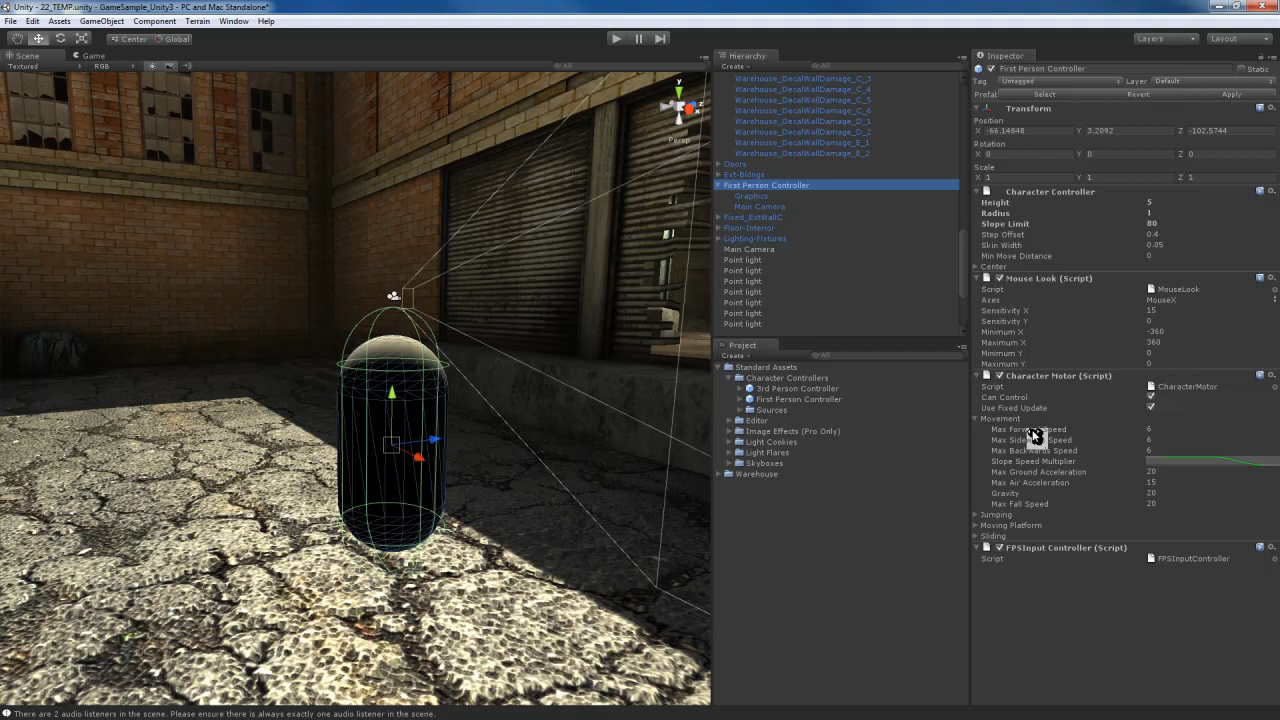 Unity - 22_TEMP.unity - GameSample_Unity3 - PC and Mac Standalone*
File Edit Assets GameObject Component Terrain Window Help
Center Global Layers Layout
Scene Game
Textured RGB All
y
z
x
Persp
Hierarchy
Create All
Warehouse_DecalWallDamage_C_3
Warehouse_DecalWallDamage_C_4
Warehouse_DecalWallDamage_C_5
Warehouse_DecalWallDamage_C_6
Warehouse_DecalWallDamage_D_1
Warehouse_DecalWallDamage_D_2
Warehouse_DecalWallDamage_E_1
Warehouse_DecalWallDamage_E_2
Doors
Ext-Bldngs
First Person Controller
Graphics
Main Camera
Fixed_ExtWallC
Floor-Interior
Lighting-Fixtures
Main Camera
Point light
Point light
Point light
Point light
Point light
Point light
Point light
Project
Create All
Standard Assets
Character Controllers
3rd Person Controller
First Person Controller
Sources
Editor
Image Effects (Pro Only)
Light Cookies
Light Flares
Skyboxes
Warehouse
Inspector
First Person Controller Static
Tag Untagged Layer Default
Prefab Select Revert Apply
Transform
Position
X -66.14848 Y 3.2092 Z -102.5744
Rotation
X 0 Y 0 Z 0
Scale
X 1 Y 1 Z 1
Character Controller
Height 5
Radius 1
Slope Limit 80
Step Offset 0.4
Skin Width 0.05
Min Move Distance 0
Center
Mouse Look (Script)
Script MouseLook
Axes MouseX
Sensitivity X 15
Sensitivity Y 0
Minimum X -360
Maximum X 360
Minimum Y 0
Maximum Y 0
Character Motor (Script)
Script CharacterMotor
Can Control
Use Fixed Update
Movement
Max Speed 6
Max Speed 6
Max Backwards Speed 6
Slope Speed Multiplier
Max Ground Acceleration 20
Max Air Acceleration 15
Gravity 20
Max Fall Speed 20
Jumping
Moving Platform
Sliding
FPSInput Controller (Script)
Script FPSInputController
There are 2 audio listeners in the scene. Please ensure there is always exactly one audio listener in the scene.